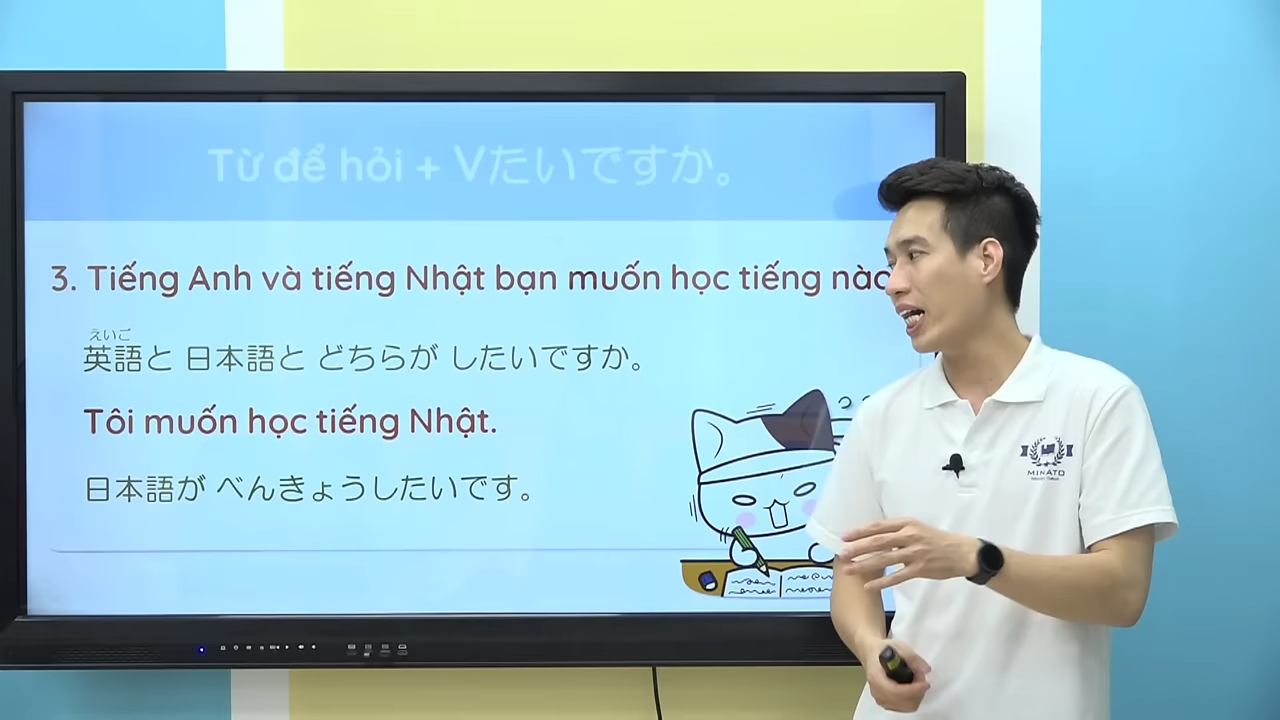 Từ để hỏi + Vたいですか。
3. Tiếng Anh và tiếng Nhật bạn muốn học tiếng nào
えいご
英語と 日本語と どちらが したいですか。
Tôi muốn học tiếng Nhật.
日本語が べんきょうしたいです。
MINATO